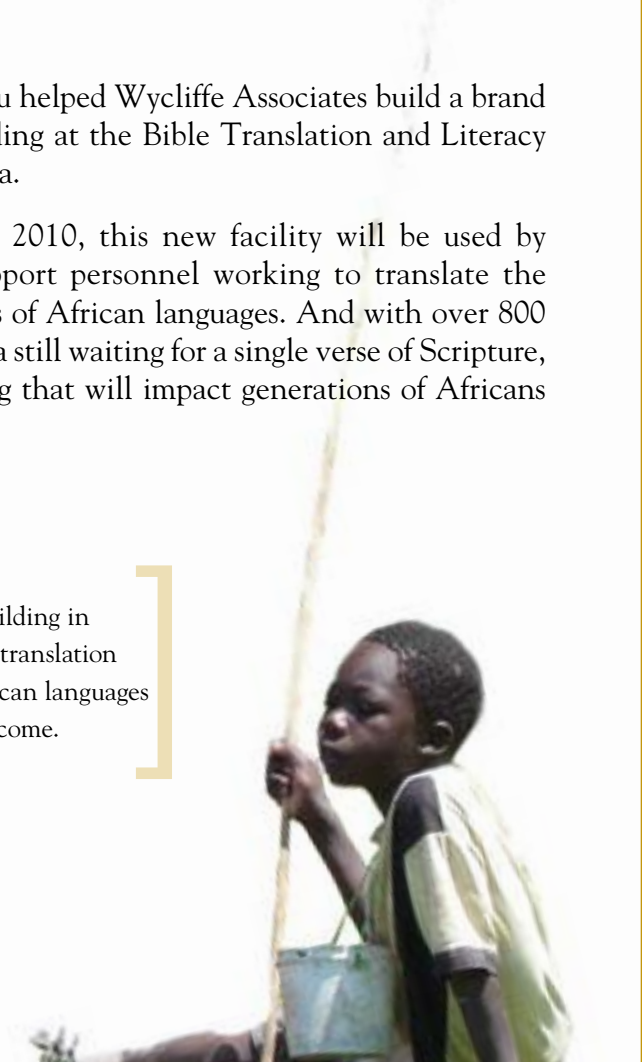 u helped Wycliffe Associates build a brand
ling at the Bible Translation and Literacy
a.
2010, this new facility will be used by
pport personnel working to translate the
s of African languages. And with over 800
a still waiting for a single verse of Scripture,
g that will impact generations of Africans
ilding in
translation
can languages
come.